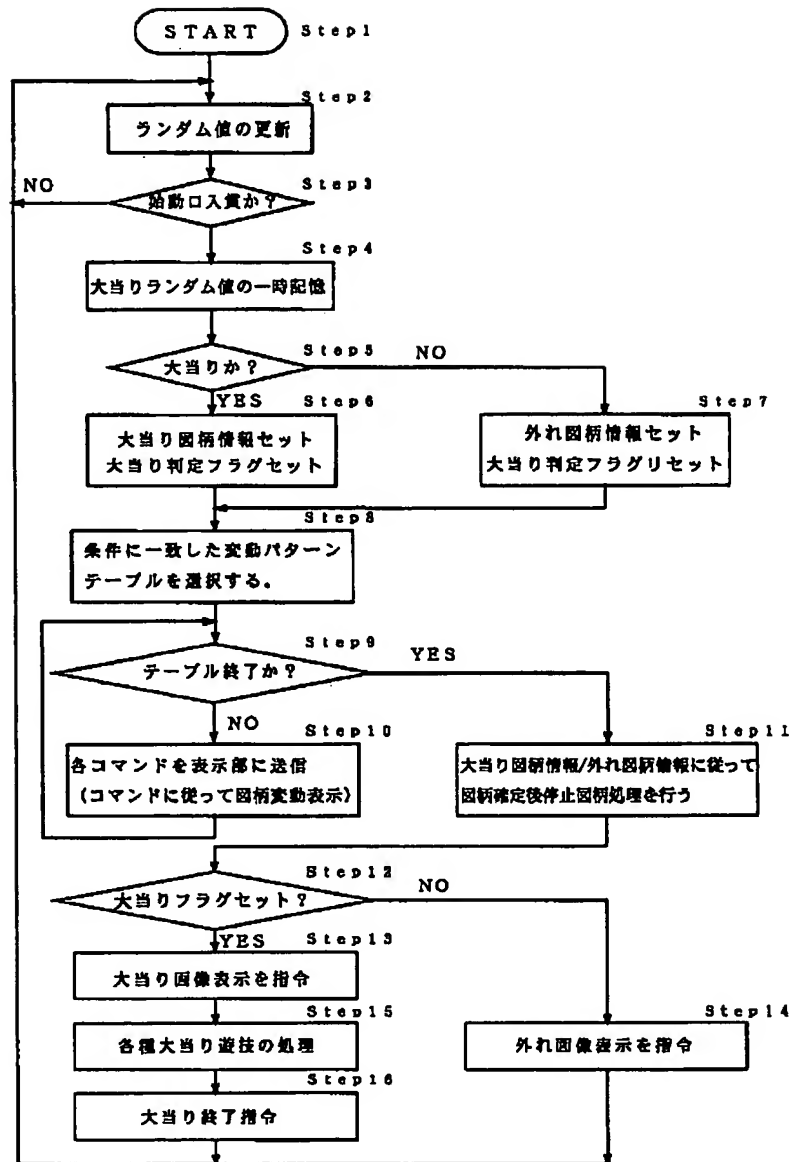 START Step1
Step2
ランダム値の更新
NO Step3
始動口入賞か?
Step4
大当りランダム値の一時記憶
Step5 NO
大当りか?
YES Step6 Step7
大当り図柄情報セット
大当り判定フラグセット
外れ図柄情報セット
大当り判定フラグリセット
Step8
条件に一致した変動パターン
テーブルを選択する。
Step9 YES
テーブル終了か?
NO Step10 Step11
各コマンドを表示部に送信
(コマンドに従って図柄変動表示)
大当り図柄情報/外れ図柄情報に従って
図柄確定後停止図柄処理を行う
Step12 NO
大当りフラグセット?
YES Step13
大当り画像表示を指令
Step15 Step14
各種大当り遊技の処理
外れ画像表示を指令
Step16
大当り終了指令